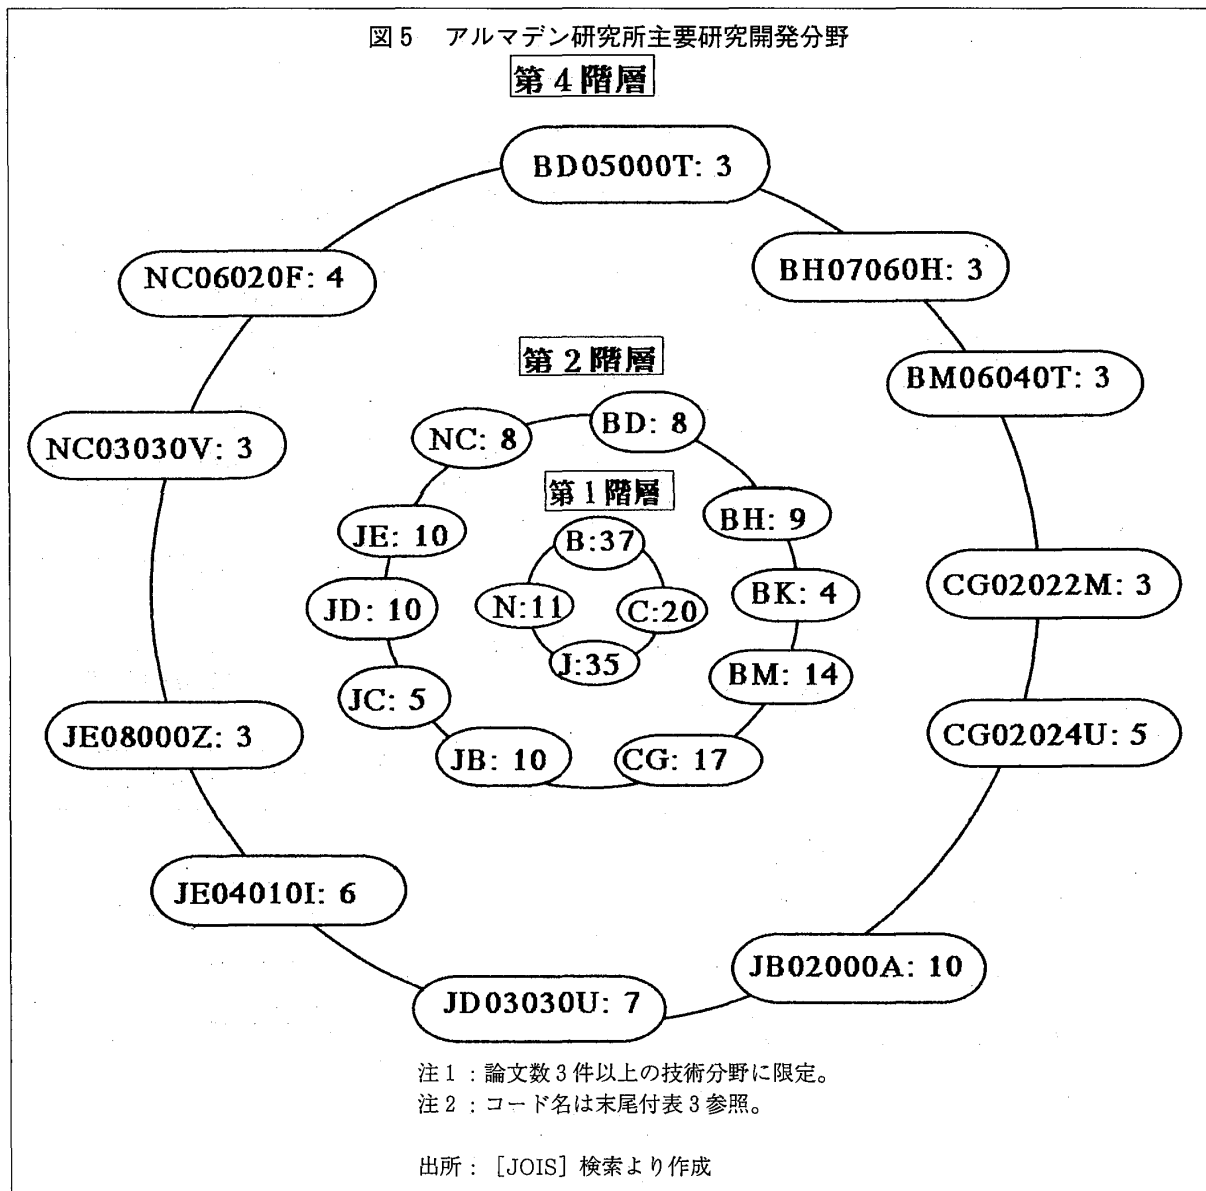 図5 アルマデン研究所主要研究開発分野
第4階層
BD05000T: 3
BH07060H: 3
BM06040T: 3
CG02022M: 3
CG02024U: 5
JB02000A: 10
JD03030U: 7
JE04010I: 6
JE08000Z: 3
NC03030V: 3
NC06020F: 4
第2階層
BD: 8
BH: 9
BK: 4
BM: 14
CG: 17
JB: 10
JC: 5
JD: 10
JE: 10
NC: 8
第1階層
B:37
C:20
J:35
N:11
注1:論文数3件以上の技術分野に限定。
注2:コード名は末尾付表3参照。
出所:[JOIS]検索より作成